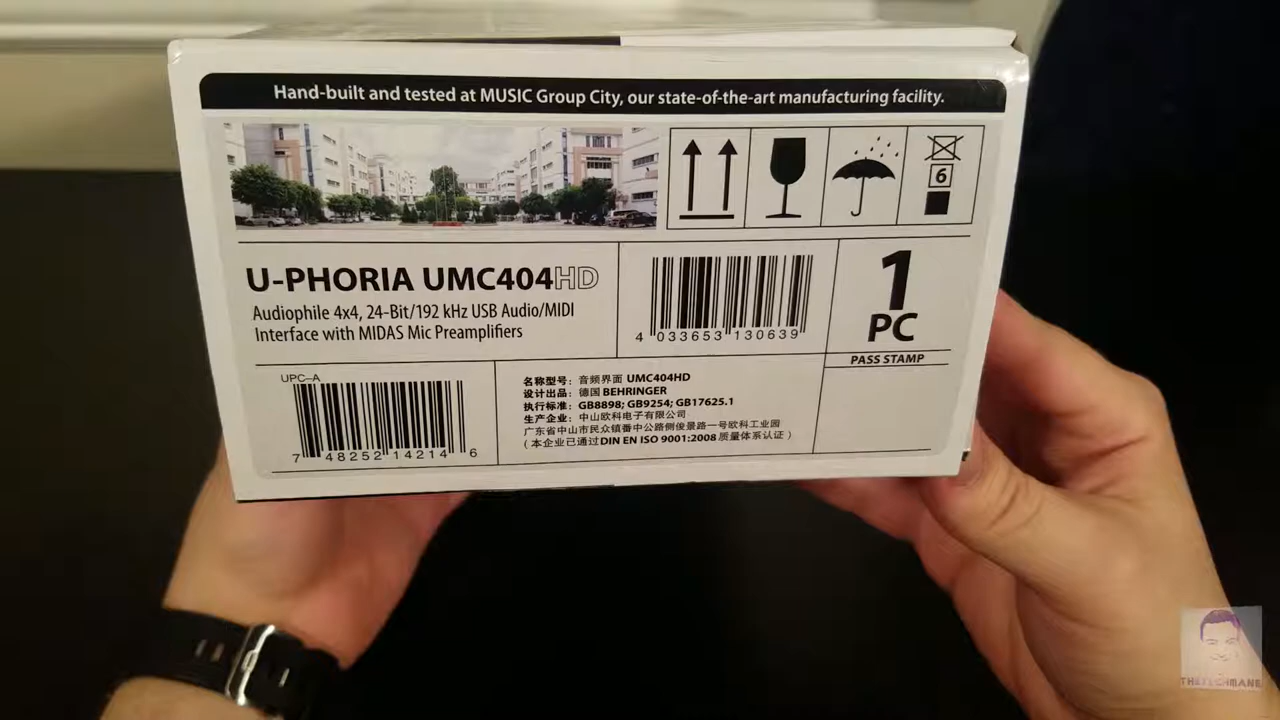 Hand-built and tested at MUSIC Group City, our state-of-the-art manufacturing facility.
6
U-PHORIA UMC404HD
Audiophile 4x4, 24-Bit/192 kHz USB Audio/MIDI
Interface with MIDAS Mic Preamplifiers
4 033653 130639
1
PC
PASS STAMP
UPC-A
7 48252 14214 6
名称型号: 音频界面 UMC404HD
设计出品: 德国 BEHRINGER
执行标准: GB8898; GB9254; GB17625.1
生产企业: 中山欧科电子有限公司
广东省中山市民众镇番中公路侧俊景路一号欧科工业园
(本企业已通过DIN EN ISO 9001:2008 质量体系认证)
THETECHMANE